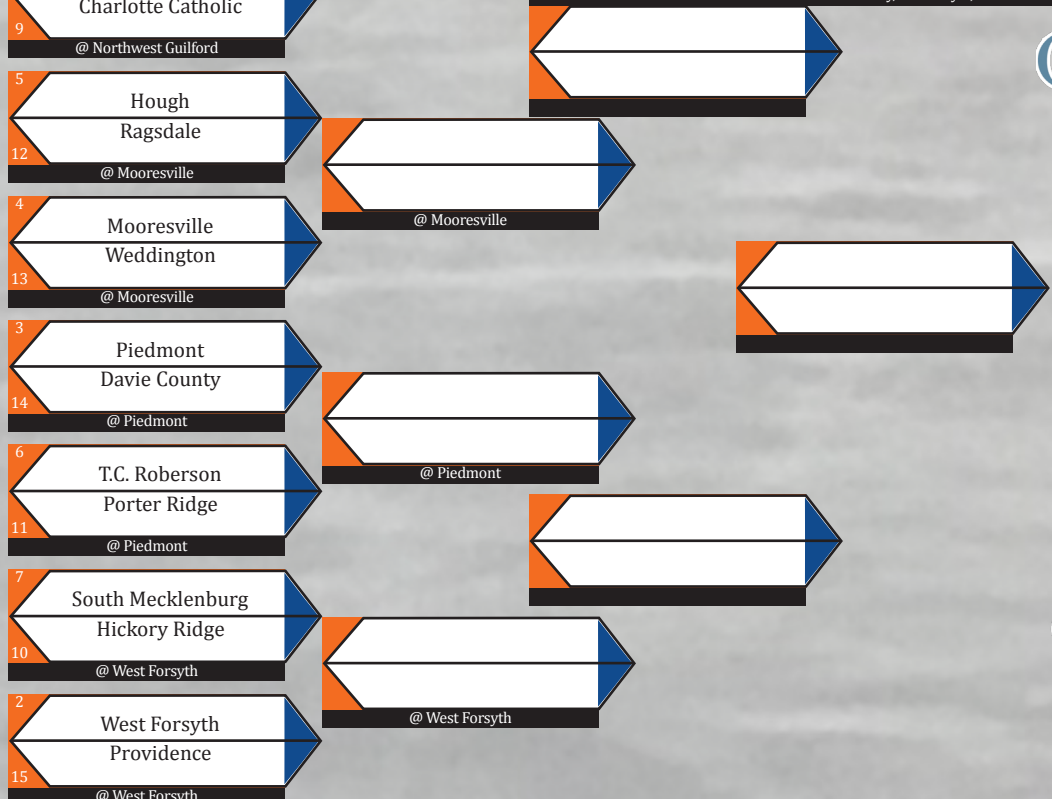 Charlotte Catholic
9
@ Northwest Guilford
5
Hough
Ragsdale
12
@ Mooresville
@ Mooresville
4
Mooresville
Weddington
13
@ Mooresville
3
Piedmont
Davie County
14
@ Piedmont
@ Piedmont
6
T.C. Roberson
Porter Ridge
11
@ Piedmont
7
South Mecklenburg
Hickory Ridge
10
@ West Forsyth
@ West Forsyth
2
West Forsyth
Providence
15
@ West Forsyth